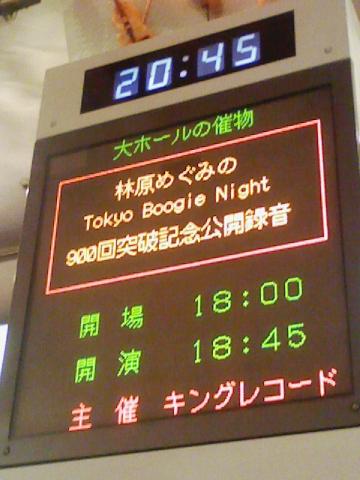 20:45
大ホールの催物
林原めぐみの
Tokyo Boogie Night
900回突破記念公開録音
開 場 18:00
開 演 18:45
主 催 キングレコード